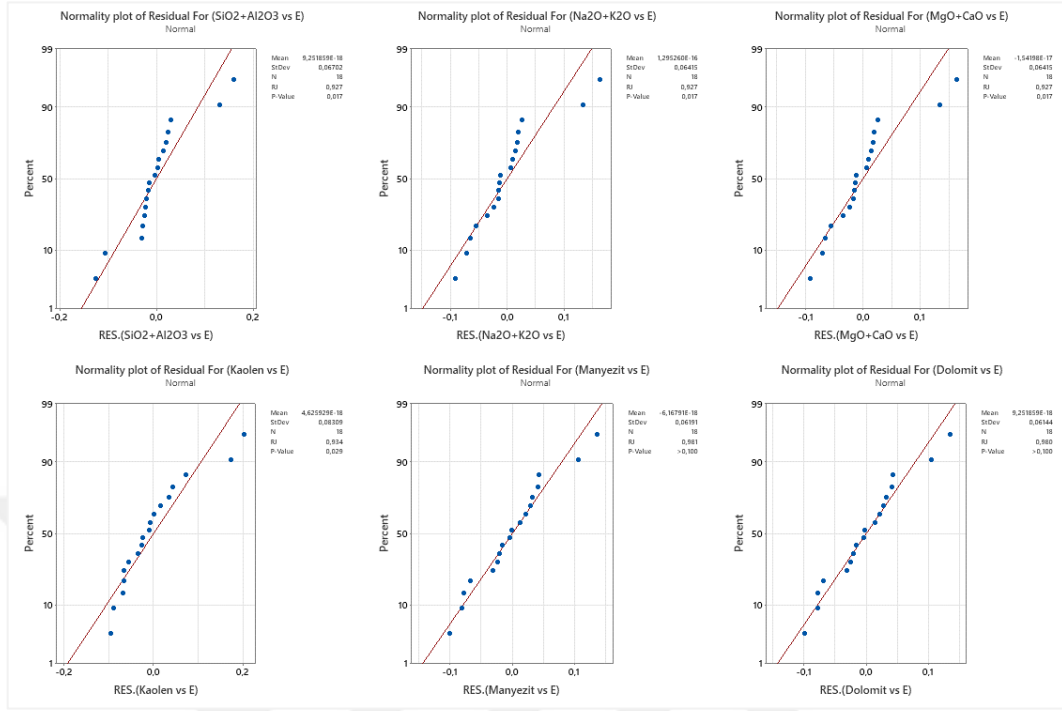 Normality plot of Residual For (SiO2+Al2O3 vs E)
Normal
Mean 9,251859E-18
StDev 0,06702
N 18
RJ 0,927
P-Value 0,017
99
90
50
10
1
Percent
-0,2 0,0 0,2
RES.(SiO2+Al2O3 vs E)
Normality plot of Residual For (Na2O+K2O vs E)
Normal
Mean 1,295260E-16
StDev 0,06415
N 18
RJ 0,927
P-Value 0,017
99
90
50
10
1
Percent
-0,1 0,0 0,1
RES.(Na2O+K2O vs E)
Normality plot of Residual For (MgO+CaO vs E)
Normal
Mean -1,54198E-17
StDev 0,06415
N 18
RJ 0,927
P-Value 0,017
99
90
50
10
1
Percent
-0,1 0,0 0,1
RES.(MgO+CaO vs E)
Normality plot of Residual For (Kaolen vs E)
Normal
Mean 4,625929E-18
StDev 0,08309
N 18
RJ 0,934
P-Value 0,029
99
90
50
10
1
Percent
-0,2 0,0 0,2
RES.(Kaolen vs E)
Normality plot of Residual For (Manyezit vs E)
Normal
Mean -6,16791E-18
StDev 0,06191
N 18
RJ 0,981
P-Value >0,100
99
90
50
10
1
Percent
-0,1 0,0 0,1
RES.(Manyezit vs E)
Normality plot of Residual For (Dolomit vs E)
Normal
Mean 9,251859E-18
StDev 0,06144
N 18
RJ 0,980
P-Value >0,100
99
90
50
10
1
Percent
-0,1 0,0 0,1
RES.(Dolomit vs E)